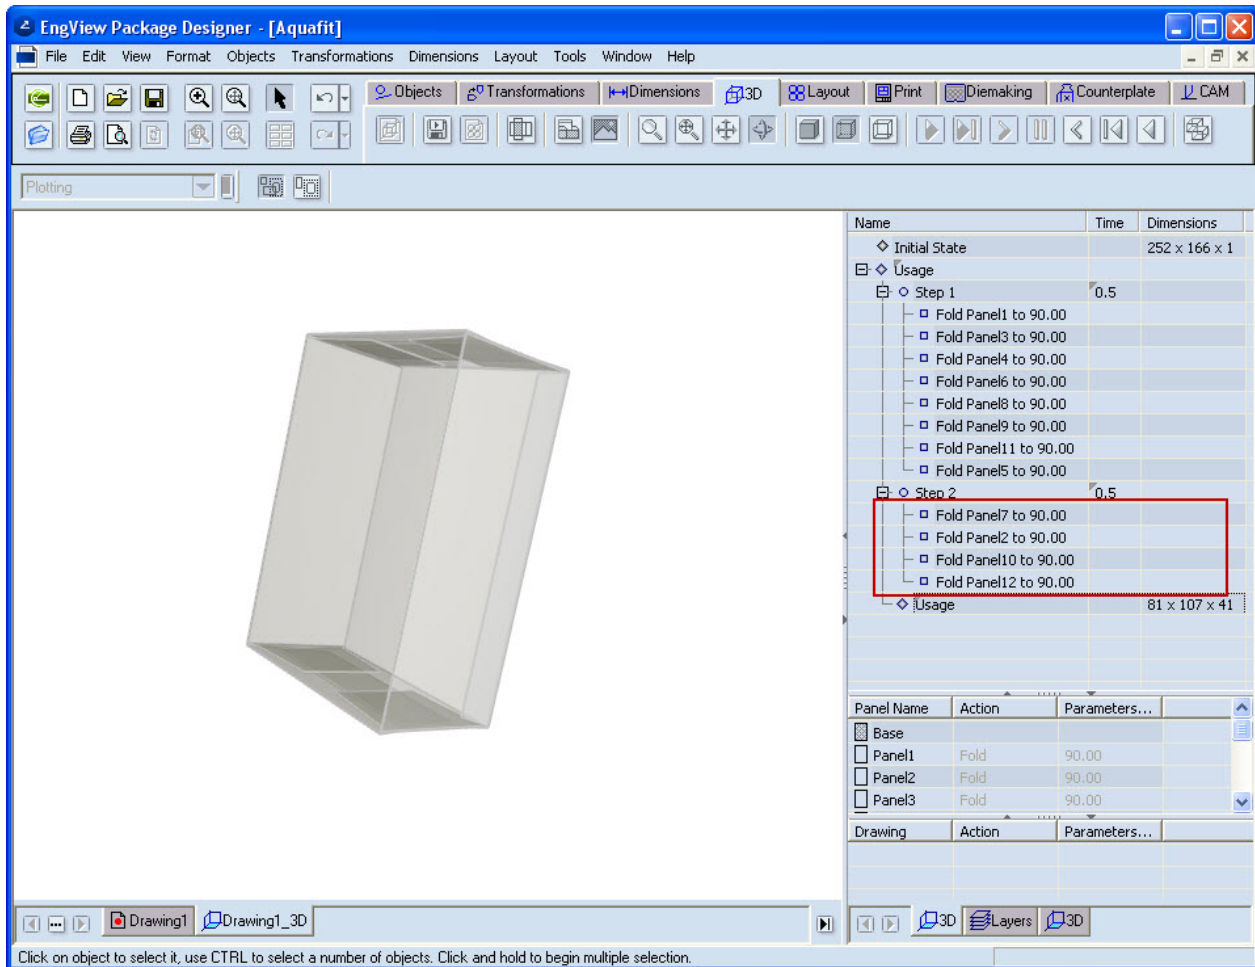 EngView Package Designer - [Aquafit]
File Edit View Format Objects Transformations Dimensions Layout Tools Window Help
Objects Transformations Dimensions 3D Layout Print Diemaking Counterplate CAM
Plotting
Name Time Dimensions
Initial State 252 x 166 x 1
Usage
Step 1 0.5
Fold Panel1 to 90.00
Fold Panel3 to 90.00
Fold Panel4 to 90.00
Fold Panel6 to 90.00
Fold Panel8 to 90.00
Fold Panel9 to 90.00
Fold Panel11 to 90.00
Fold Panel5 to 90.00
Step 2 0.5
Fold Panel7 to 90.00
Fold Panel2 to 90.00
Fold Panel10 to 90.00
Fold Panel12 to 90.00
Usage 81 x 107 x 41
Panel Name Action Parameters...
Base
Panel1 Fold 90.00
Panel2 Fold 90.00
Panel3 Fold 90.00
Drawing Action Parameters...
Drawing1 Drawing1_3D 3D Layers 3D
Click on object to select it, use CTRL to select a number of objects. Click and hold to begin multiple selection.